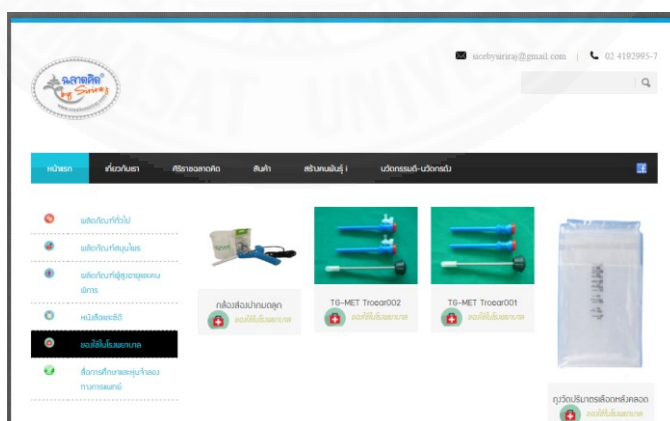 sicebysiriraj@gmail.com | 02 4192995-7
ฉลาดคิด
by Siriraj
หน้าแรก เกี่ยวกับเรา ศิริราชฉลาดคิด สินค้า สร้างคนพันธุ์ i นวัตกรรมดี-นวัตกรดัง
ผลิตภัณฑ์ทั่วไป
ผลิตภัณฑ์สมุนไพร
ผลิตภัณฑ์ผู้สูงอายุและคน
พิการ
หนังสือและซีดี
ของใช้ในโรงพยาบาล
สื่อการศึกษาและหุ่นจำลอง
ทางการแพทย์
กล้องส่องปากมดลูก
ของใช้ในโรงพยาบาล
TG-MET Trocar002
ของใช้ในโรงพยาบาล
TG-MET Trocar001
ของใช้ในโรงพยาบาล
ถุงวัดปริมาตรเลือดหลังคลอด
ของใช้ในโรงพยาบาล